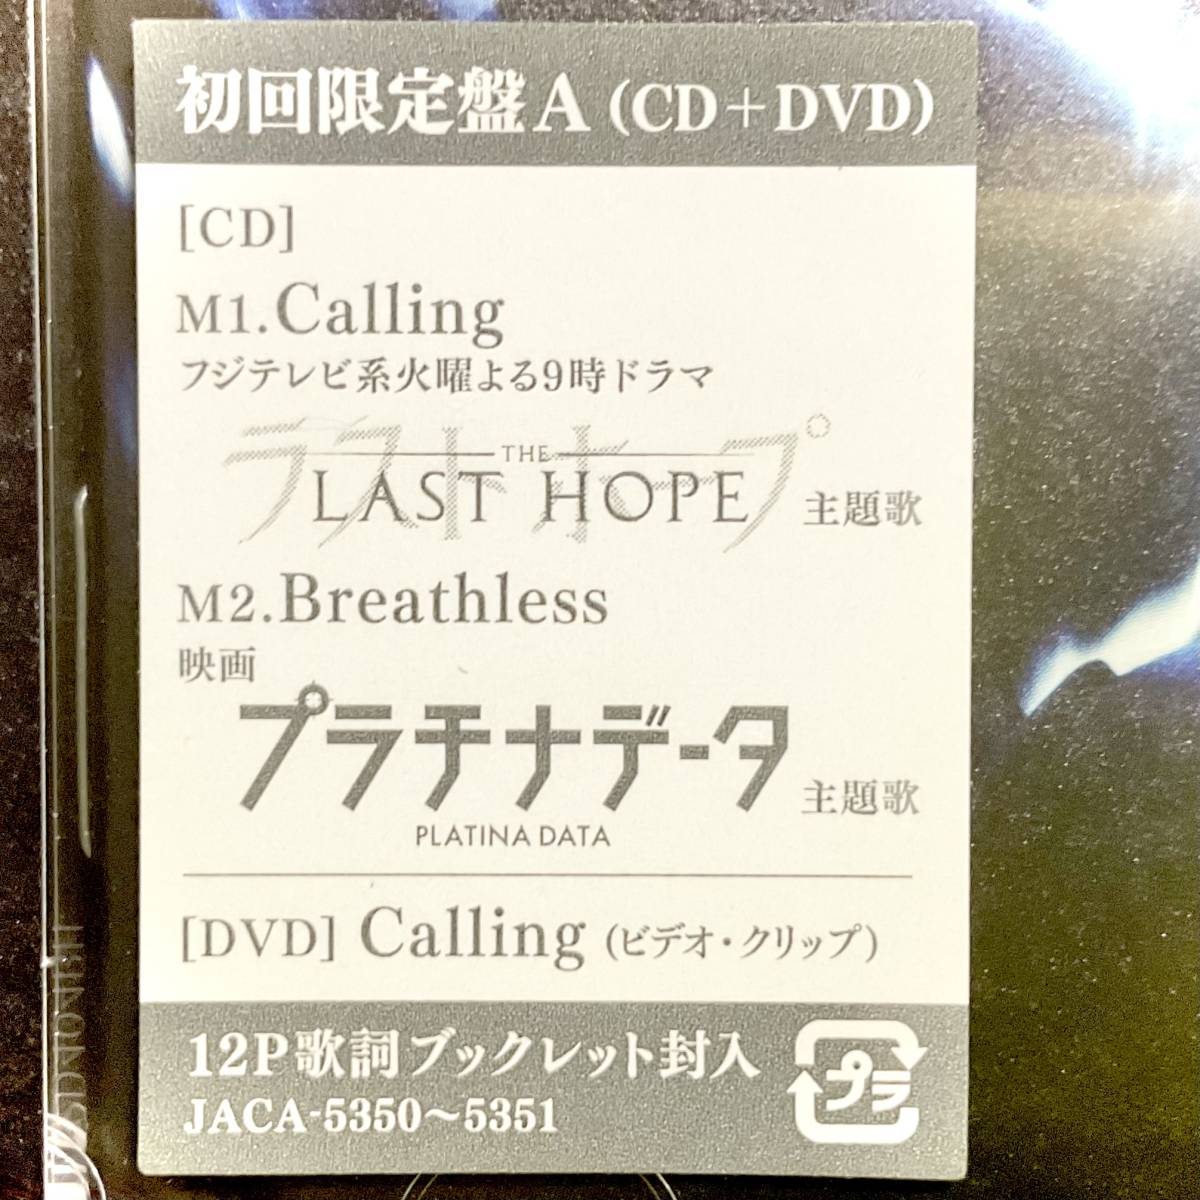 初回限定盤A(CD+DVD)
[CD]
M1.Calling
フジテレビ系火曜よる9時ドラマ
ラストホープ
THE
LAST HOPE 主題歌
M2.Breathless
映画
プラチナデータ 主題歌
PLATINA DATA
[DVD] Calling (ビデオ・クリップ)
12P歌詞ブックレット封入
JACA-5350~5351
プラ